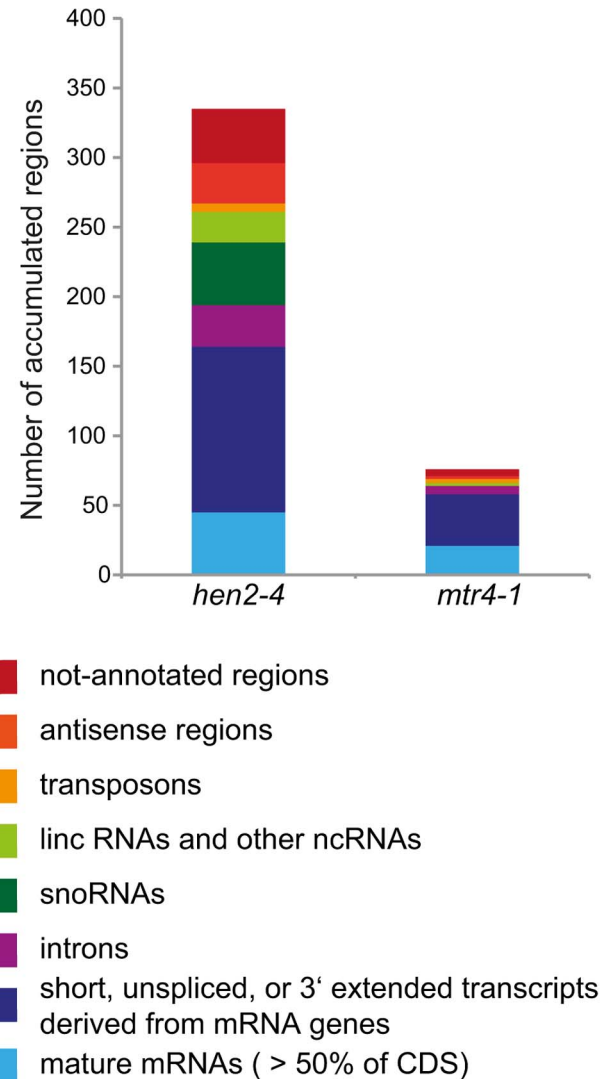 400
350
300
250
200
150
100
50
0
Number of accumulated regions
hen2-4
mtr4-1
not-annotated regions
antisense regions
transposons
linc RNAs and other ncRNAs
snoRNAs
introns
short, unspliced, or 3‘ extended transcripts
derived from mRNA genes
mature mRNAs ( > 50% of CDS)